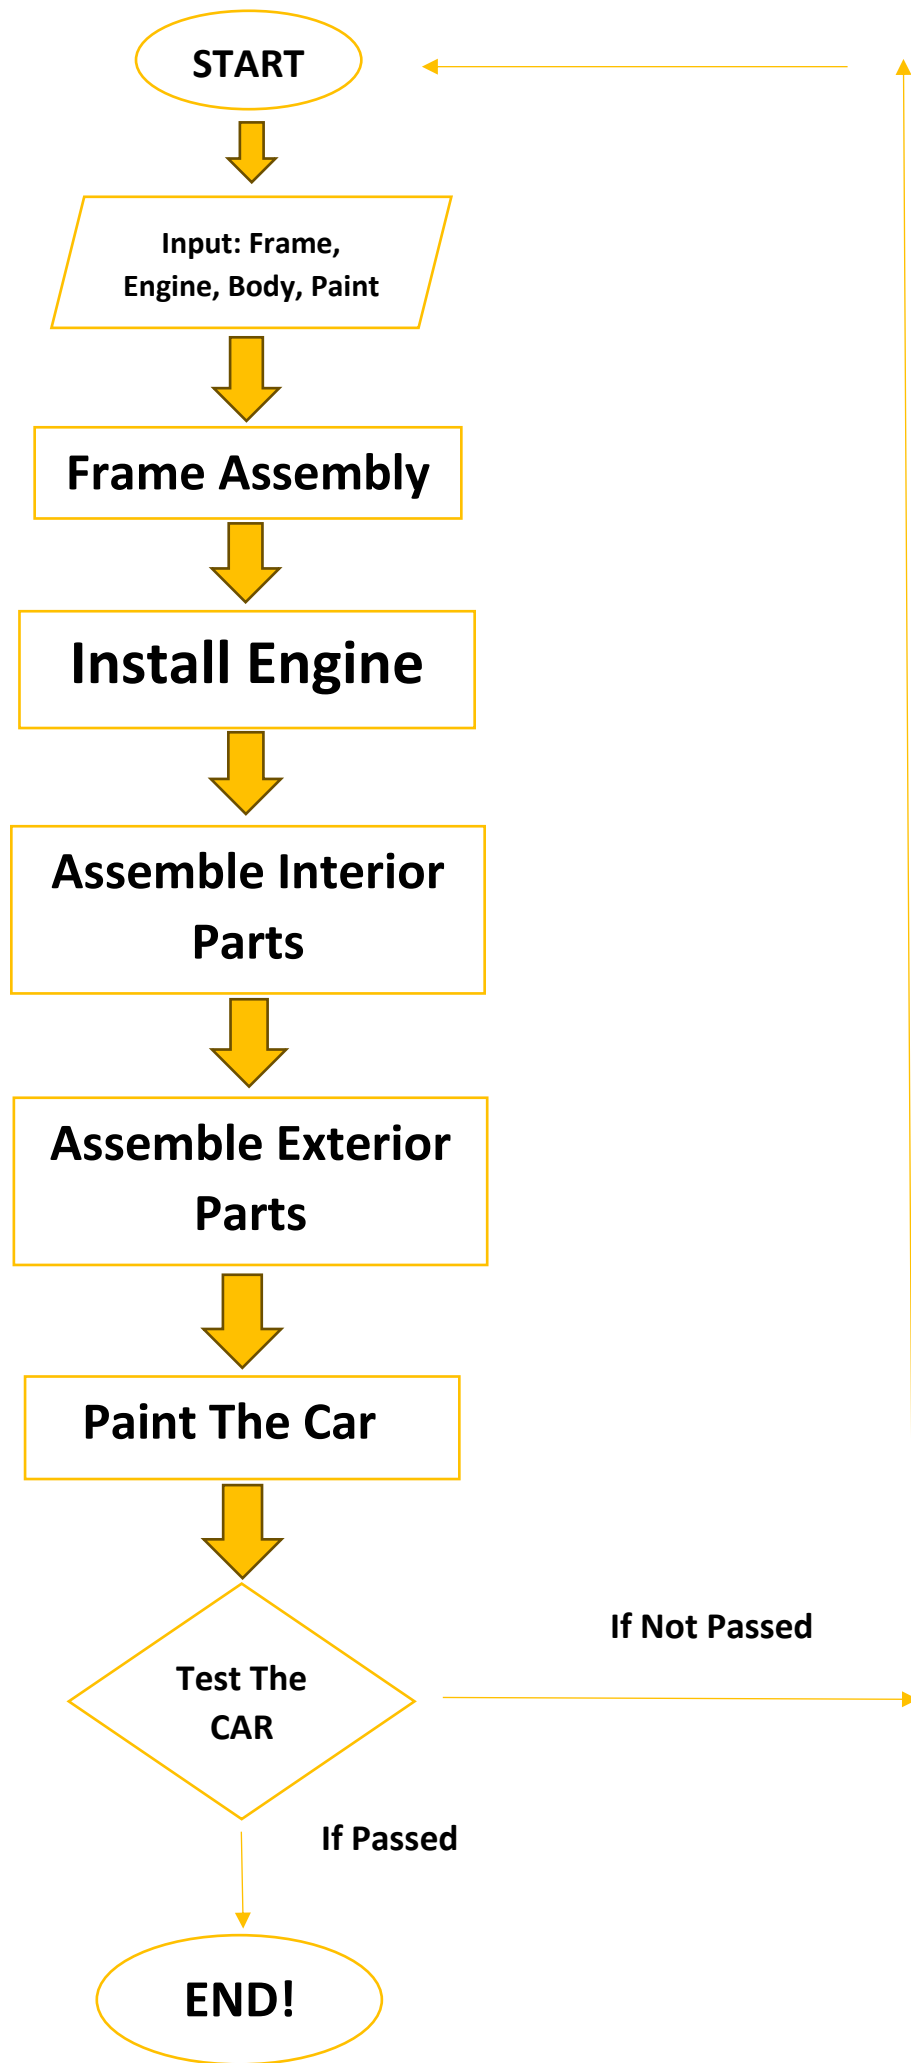 START
Input: Frame,
Engine, Body, Paint
Frame Assembly
Install Engine
Assemble Interior
Parts
Assemble Exterior
Parts
Paint The Car
If Not Passed
Test The
CAR
If Passed
END!